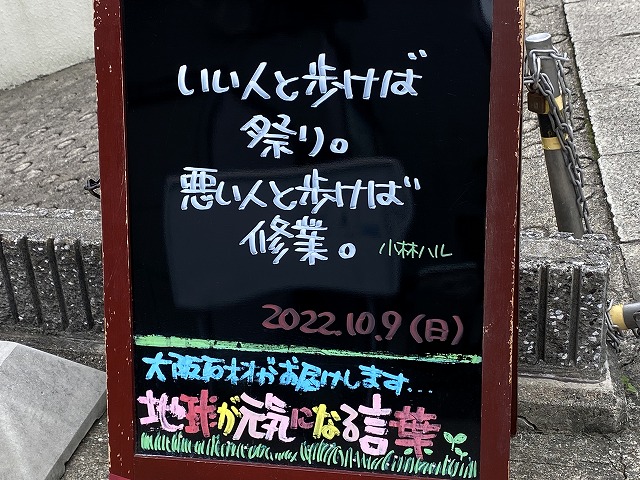 いい人と歩けば
祭り。
悪い人と歩けば
修業。
小林ハル
2022.10.9(日)
大阪石材がお届けします...
地球が元気になる言葉